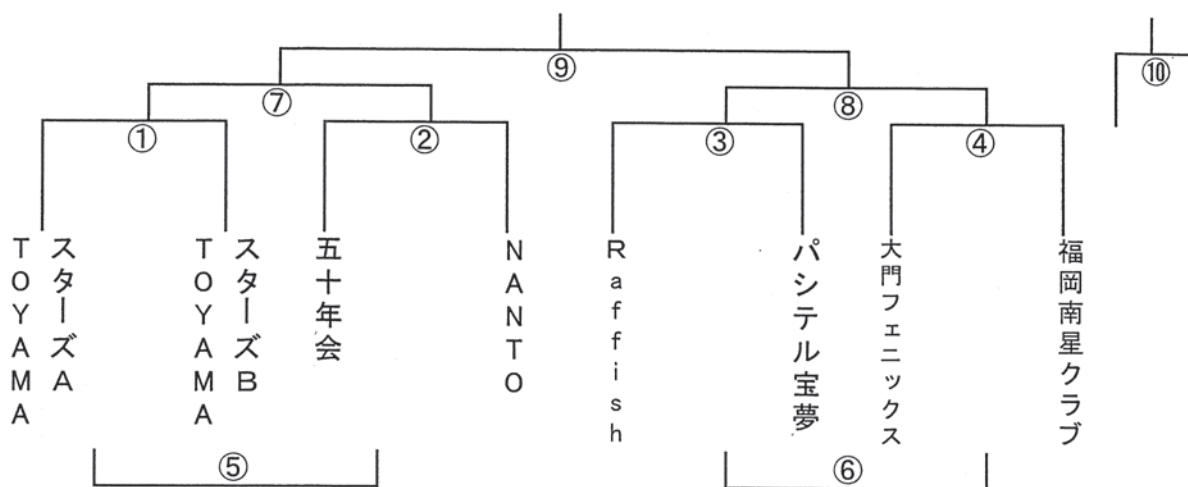 ⑨
⑩
⑦
⑧
①
②
③
④
TOYAMA
スターズA
TOYAMA
スターズB
五十年会
NANTO
Raffish
パシテル宝夢
大門フェニックス
福岡南星クラブ
⑤
⑥